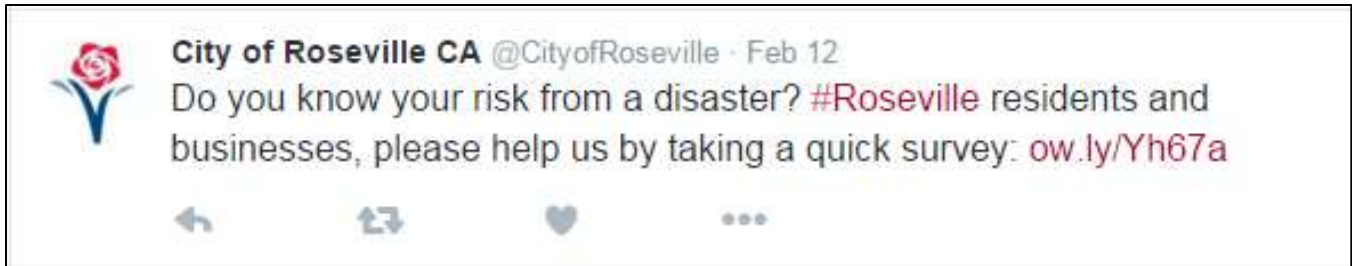 City of Roseville CA @CityofRoseville · Feb 12
Do you know your risk from a disaster? #Roseville residents and
businesses, please help us by taking a quick survey: ow.ly/Yh67a